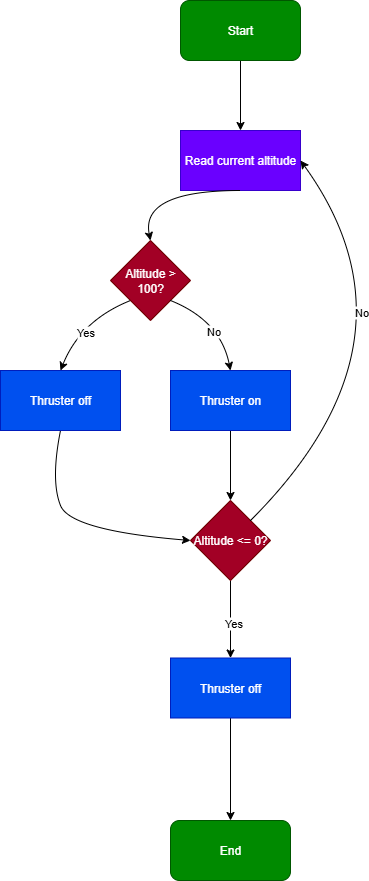 Start
Read current altitude
Altitude >
100?
Yes
No
No
Thruster off
Thruster on
Altitude <= 0?
Yes
Thruster off
End